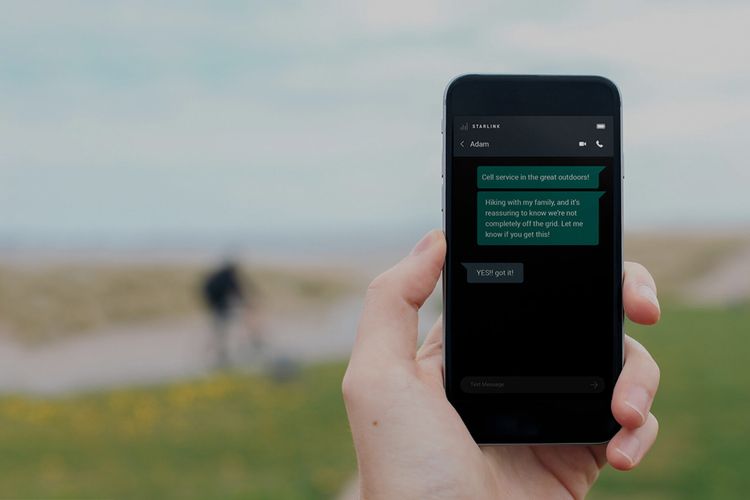 STARLINK
Adam
Cell service in the great outdoors!
Hiking with my family, and it's
reassuring to know we're not
completely off the grid. Let me
know if you get this!
YES!! got it!
Text Message